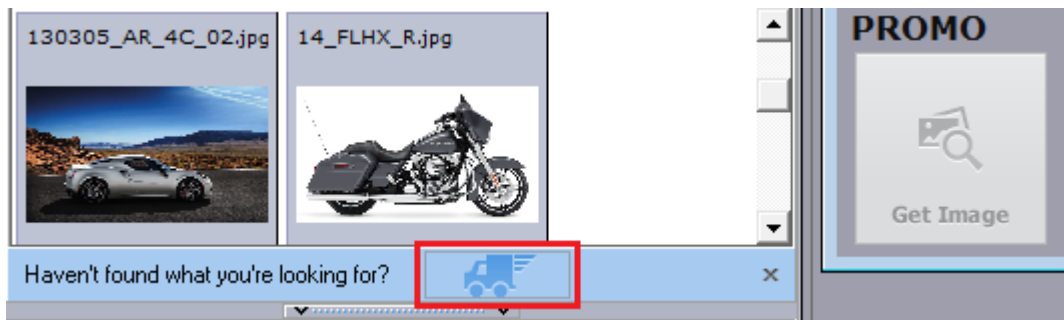 130305_AR_4C_02.jpg
14_FLHX_R.jpg
Haven't found what you're looking for?
PROMO
Get Image